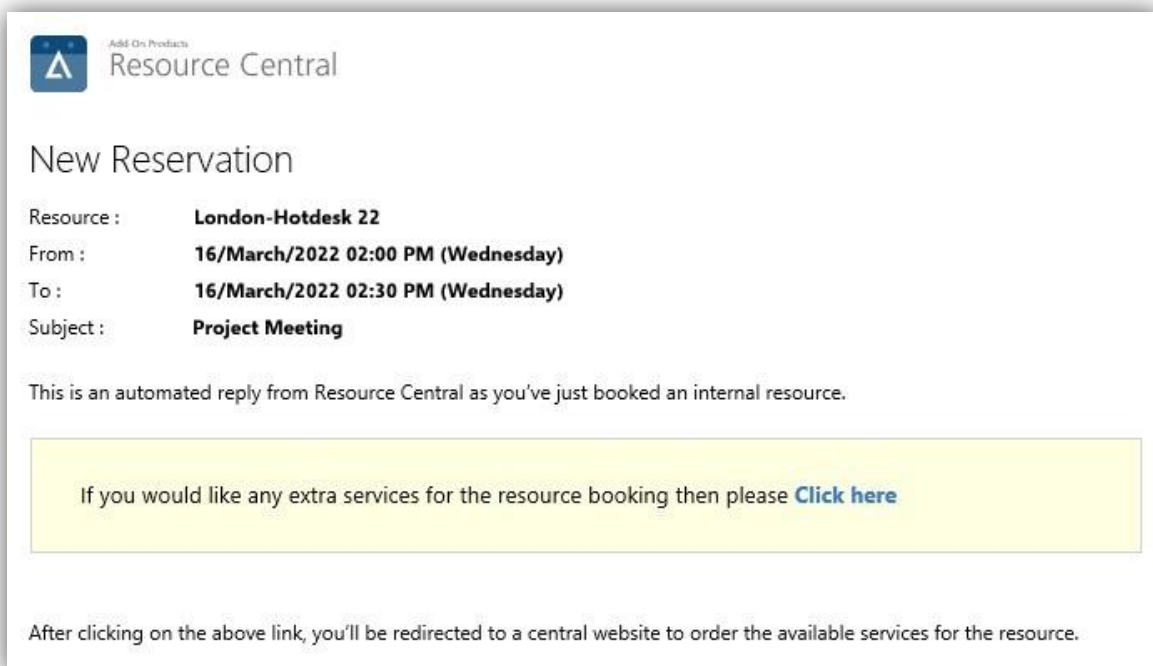 Add-On Products
Resource Central
New Reservation
Resource : London-Hotdesk 22
From : 16/March/2022 02:00 PM (Wednesday)
To : 16/March/2022 02:30 PM (Wednesday)
Subject : Project Meeting
This is an automated reply from Resource Central as you've just booked an internal resource.
If you would like any extra services for the resource booking then please Click here
After clicking on the above link, you'll be redirected to a central website to order the available services for the resource.